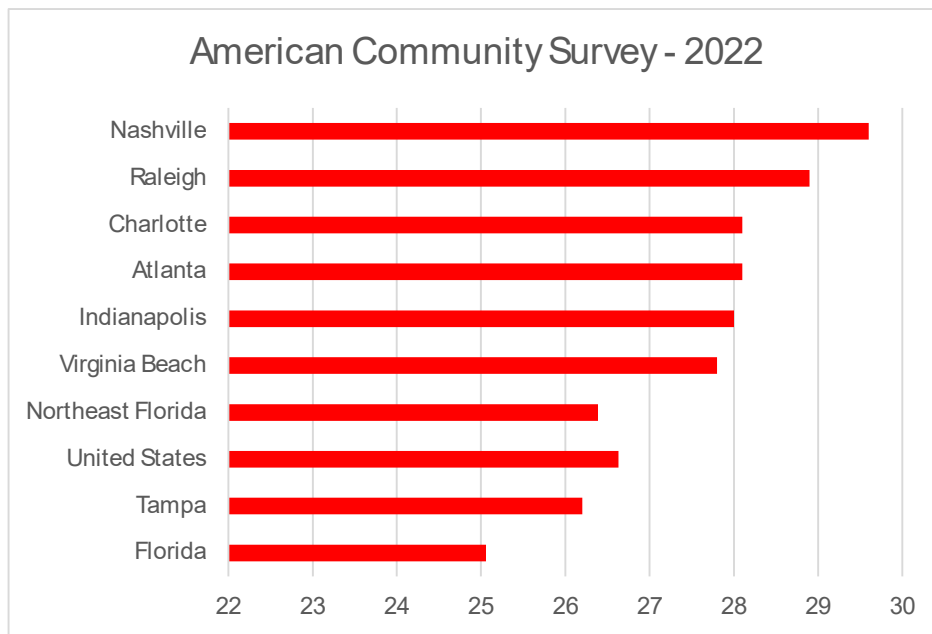 American Community Survey - 2022
Nashville
Raleigh
Charlotte
Atlanta
Indianapolis
Virginia Beach
Northeast Florida
United States
Tampa
Florida
22 23 24 25 26 27 28 29 30